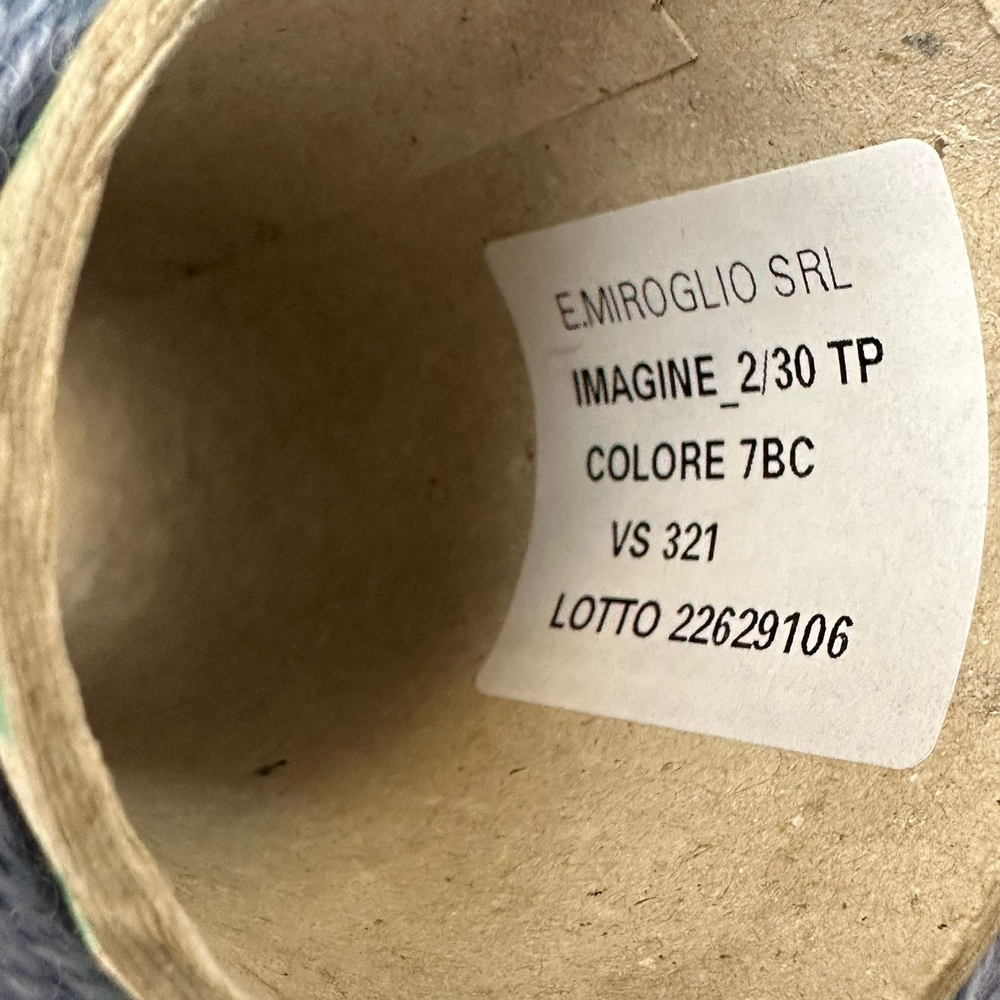 E.MIROGLIO SRL
IMAGINE_2/30 TP
COLORE 7BC
VS 321
LOTTO 22629106